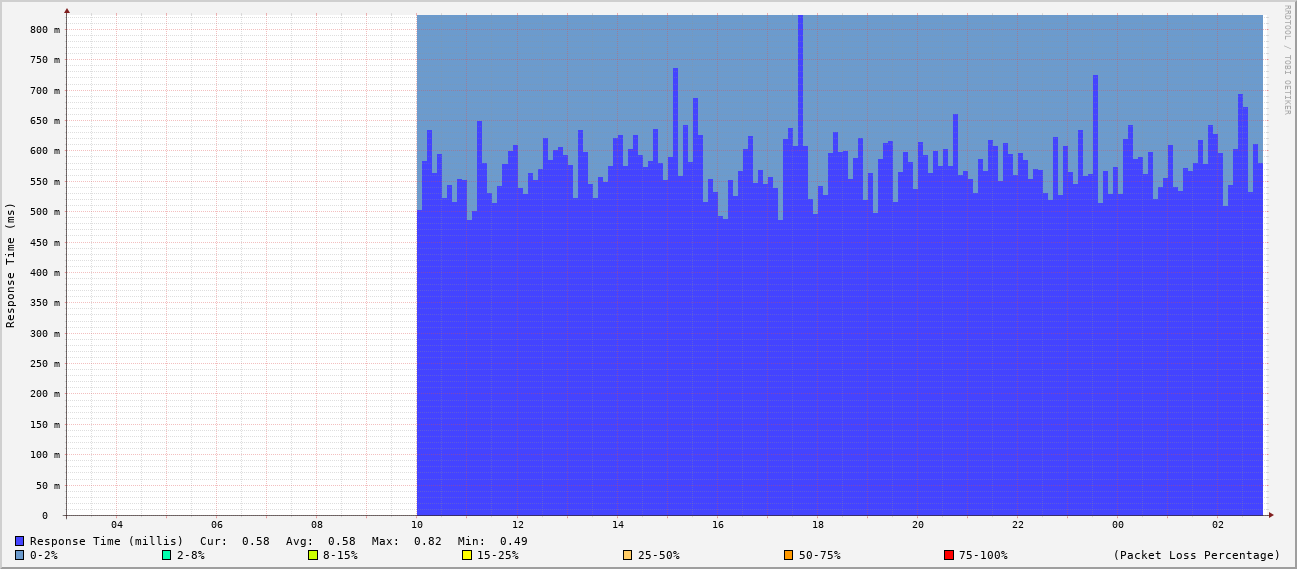 RRDTOOL / TOBI OETIKER
Response Time (ms)
800 m
750 m
700 m
650 m
600 m
550 m
500 m
450 m
400 m
350 m
300 m
250 m
200 m
150 m
100 m
50 m
0
04 06 08 10 12 14 16 18 20 22 00 02
Response Time (millis) Cur: 0.58 Avg: 0.58 Max: 0.82 Min: 0.49
0-2% 2-8% 8-15% 15-25% 25-50% 50-75% 75-100% (Packet Loss Percentage)